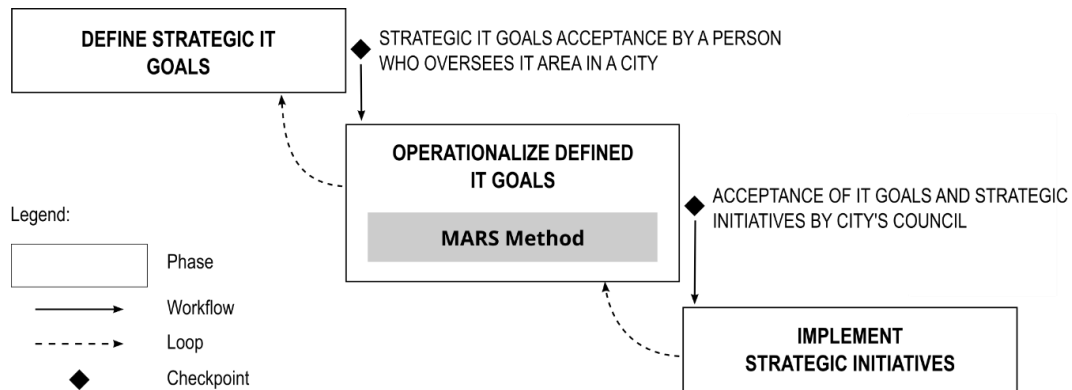 DEFINE STRATEGIC IT
GOALS
STRATEGIC IT GOALS ACCEPTANCE BY A PERSON
WHO OVERSEES IT AREA IN A CITY
OPERATIONALIZE DEFINED
IT GOALS
MARS Method
ACCEPTANCE OF IT GOALS AND STRATEGIC
INITIATIVES BY CITY'S COUNCIL
IMPLEMENT
STRATEGIC INITIATIVES
Legend:
Phase
Workflow
Loop
Checkpoint